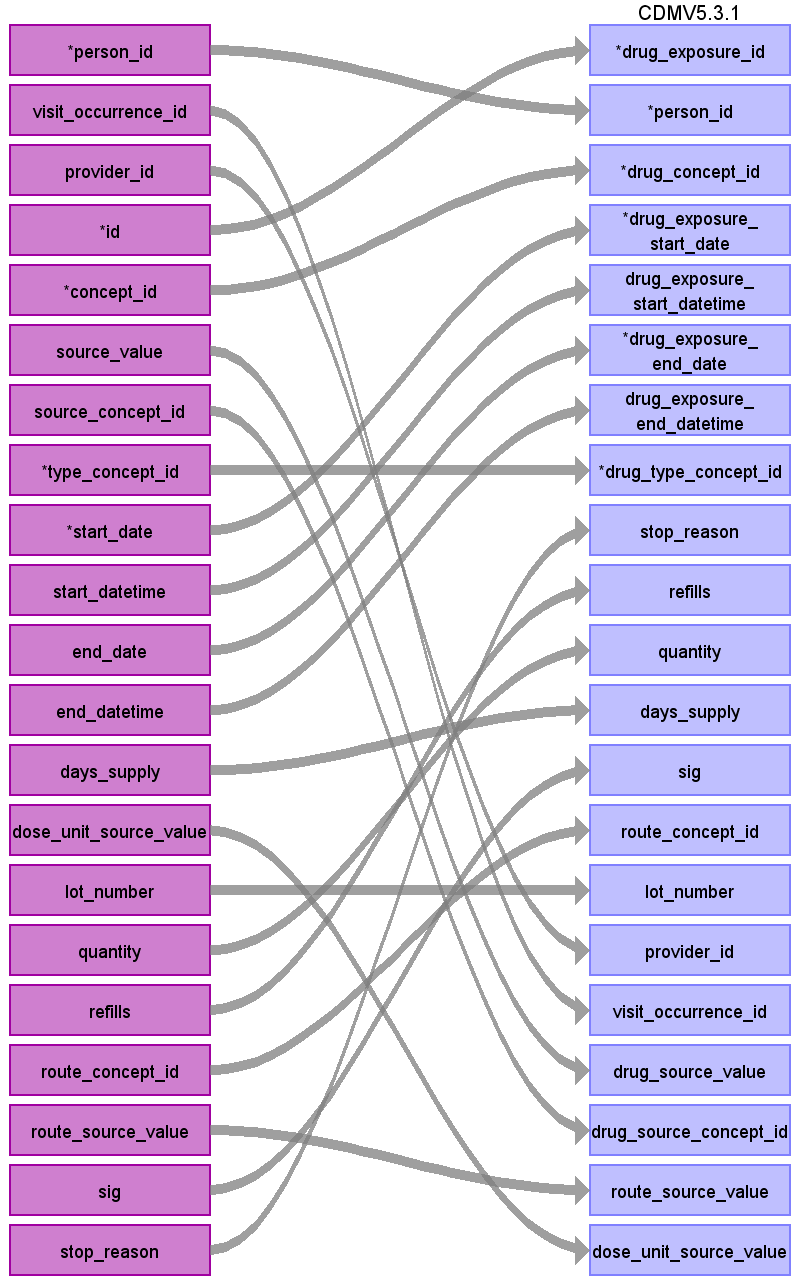 CDMV5.3.1
*person_id
visit_occurrence_id
provider_id
*id
*concept_id
source_value
source_concept_id
*type_concept_id
*start_date
start_datetime
end_date
end_datetime
days_supply
dose_unit_source_value
lot_number
quantity
refills
route_concept_id
route_source_value
sig
stop_reason
*drug_exposure_id
*person_id
*drug_concept_id
*drug_exposure_
start_date
drug_exposure_
start_datetime
*drug_exposure_
end_date
drug_exposure_
end_datetime
*drug_type_concept_id
stop_reason
refills
quantity
days_supply
sig
route_concept_id
lot_number
provider_id
visit_occurrence_id
drug_source_value
drug_source_concept_id
route_source_value
dose_unit_source_value